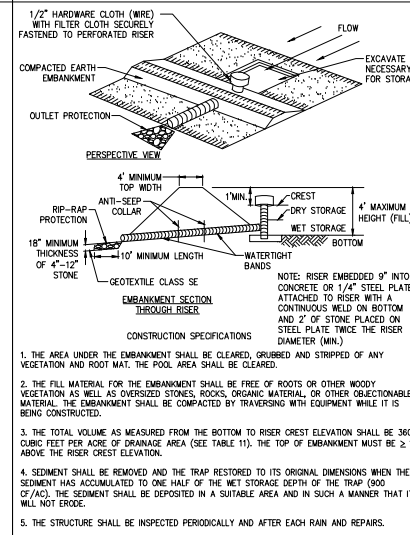 1/2" HARDWARE CLOTH (WIRE)
WITH FILTER CLOTH SECURELY
FASTENED TO PERFORATED RISER
FLOW
COMPACTED EARTH
EMBANKMENT
EXCAVATE
NECESSARY
FOR STORA
OUTLET PROTECTION
PERSPECTIVE VIEW
4' MINIMUM
TOP WIDTH
1'MIN.
CREST
DRY STORAGE
WET STORAGE
BOTTOM
4' MAXIMUM
HEIGHT (FILL)
ANTI-SEEP
COLLAR
RIP-RAP
PROTECTION
18" MINIMUM
THICKNESS
OF 4"-12"
STONE
10' MINIMUM LENGTH
WATERTIGHT
BANDS
GEOTEXTILE CLASS SE
EMBANKMENT SECTION
THROUGH RISER
NOTE: RISER EMBEDDED 9" INTO
CONCRETE OR 1/4" STEEL PLATE
ATTACHED TO RISER WITH A
CONTINUOUS WELD ON BOTTOM
AND 2' OF STONE PLACED ON
STEEL PLATE TWICE THE RISER
DIAMETER (MIN.)
CONSTRUCTION SPECIFICATIONS
1. THE AREA UNDER THE EMBANKMENT SHALL BE CLEARED, GRUBBED AND STRIPPED OF ANY
VEGETATION AND ROOT MAT. THE POOL AREA SHALL BE CLEARED.
2. THE FILL MATERIAL FOR THE EMBANKMENT SHALL BE FREE OF ROOTS OR OTHER WOODY
VEGETATION AS WELL AS OVERSIZED STONES, ROCKS, ORGANIC MATERIAL, OR OTHER OBJECTIONABLE
MATERIAL. THE EMBANKMENT SHALL BE COMPACTED BY TRAVERSING WITH EQUIPMENT WHILE IT IS
BEING CONSTRUCTED.
3. THE TOTAL VOLUME AS MEASURED FROM THE BOTTOM TO RISER CREST ELEVATION SHALL BE 360
CUBIC FEET PER ACRE OF DRAINAGE AREA (SEE TABLE 11). THE TOP OF EMBANKMENT MUST BE ≥
ABOVE THE RISER CREST ELEVATION.
4. SEDIMENT SHALL BE REMOVED AND THE TRAP RESTORED TO ITS ORIGINAL DIMENSIONS WHEN THE
SEDIMENT HAS ACCUMULATED TO ONE HALF OF THE WET STORAGE DEPTH OF THE TRAP (900
CF/AC). THE SEDIMENT SHALL BE DEPOSITED IN A SUITABLE AREA AND IN SUCH A MANNER THAT I
WILL NOT ERODE.
5. THE STRUCTURE SHALL BE INSPECTED PERIODICALLY AND AFTER EACH RAIN AND REPAIRS.